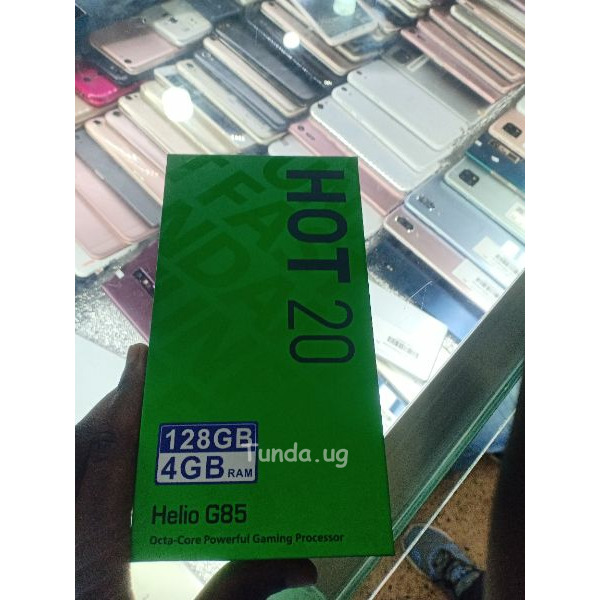 HOT 20
128GB
4GB RAM
Tunda.ug
Helio G85
Octa-Core Powerful Gaming Processor